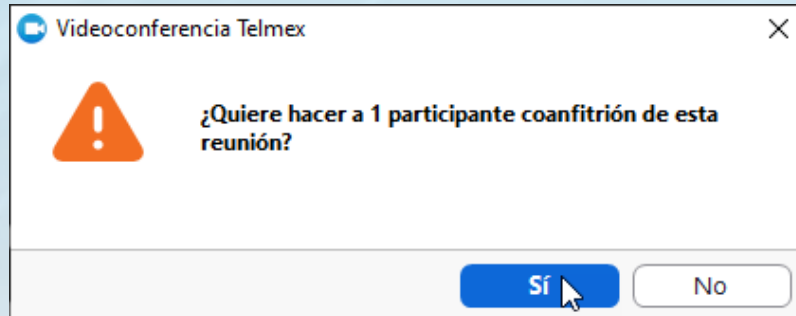 Videoconferencia Telmex
¿Quiere hacer a 1 participante coanfitrión de esta
reunión?
Sí
No